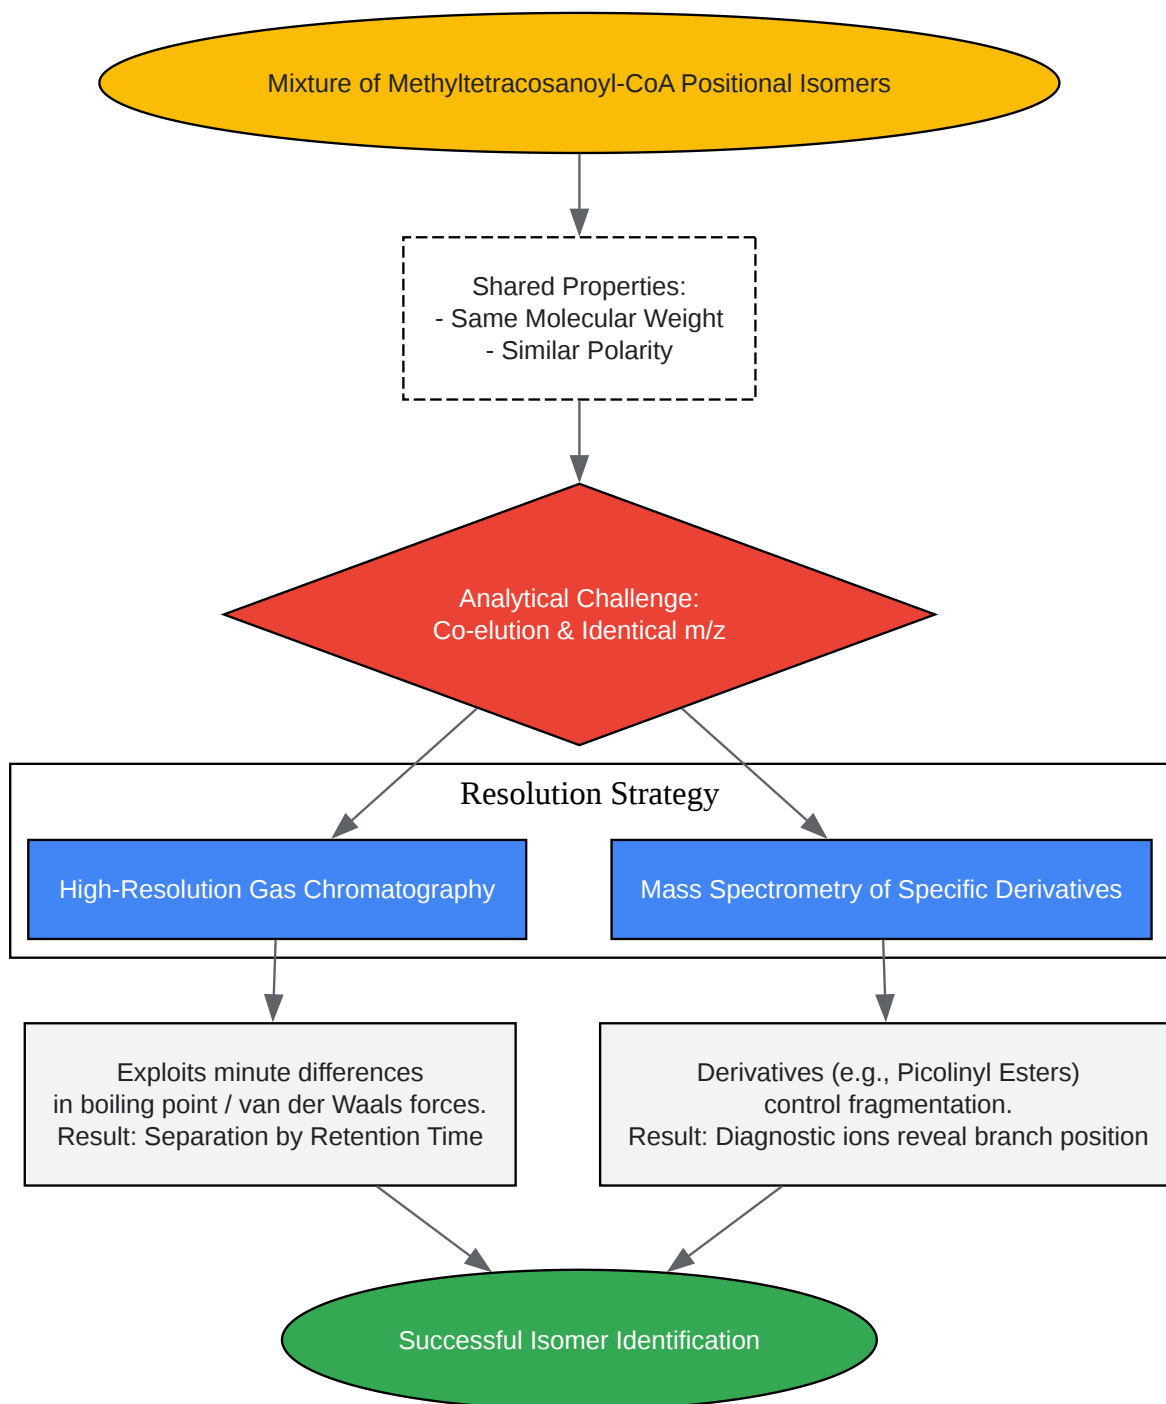 Mixture of Methyltetracosanoyl-CoA Positional Isomers
Shared Properties:
- Same Molecular Weight
- Similar Polarity
Analytical Challenge:
Co-elution & Identical m/z
Resolution Strategy
High-Resolution Gas Chromatography
Mass Spectrometry of Specific Derivatives
Exploits minute differences
in boiling point / van der Waals forces.
Result: Separation by Retention Time
Derivatives (e.g., Picolinyl Esters)
control fragmentation.
Result: Diagnostic ions reveal branch position
Successful Isomer Identification